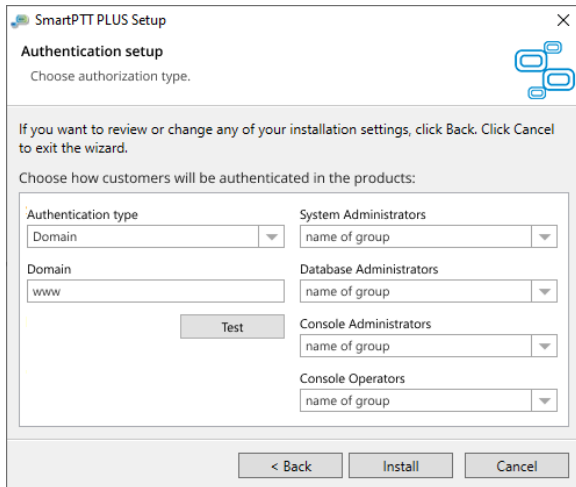 SmartPTT PLUS Setup
Authentication setup
Choose authorization type.
If you want to review or change any of your installation settings, click Back. Click Cancel
to exit the wizard.
Choose how customers will be authenticated in the products:
Authentication type
Domain
Domain
www
Test
System Administrators
name of group
Database Administrators
name of group
Console Administrators
name of group
Console Operators
name of group
< Back
Install
Cancel